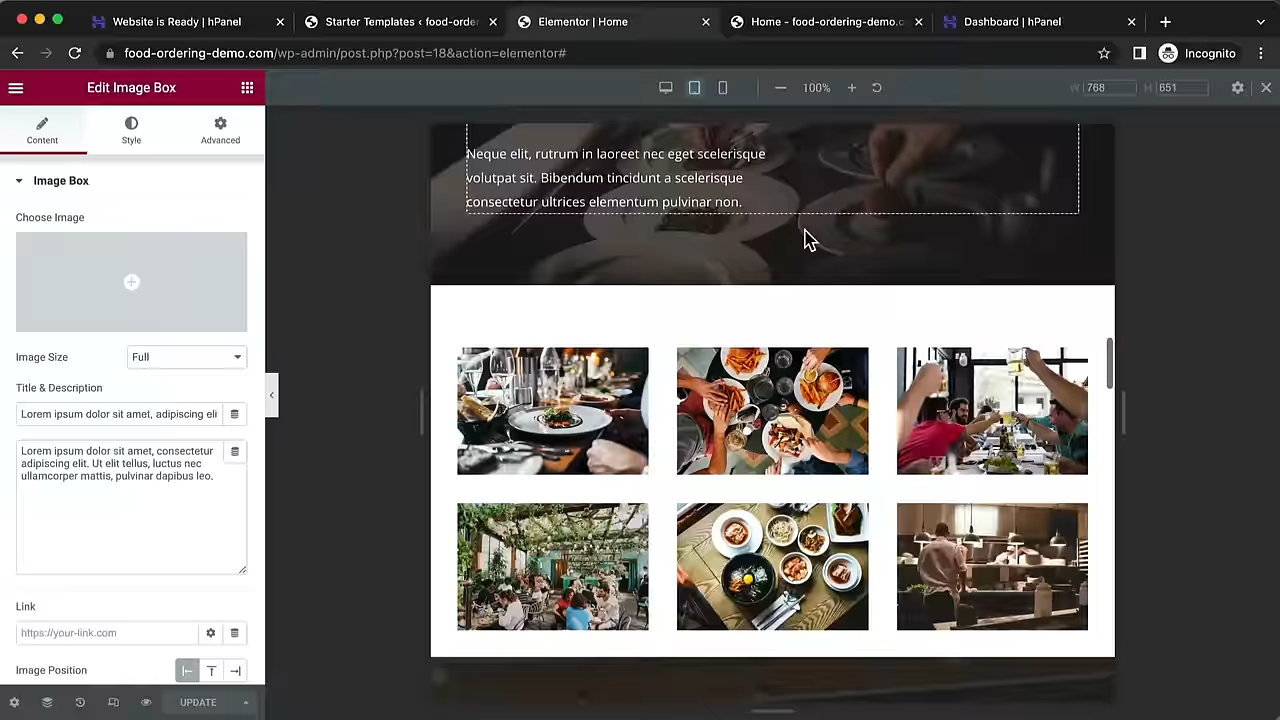 Website is Ready | hPanel
Starter Templates ‹ food-order
Elementor | Home
Home - food-ordering-demo.c
Dashboard | hPanel
food-ordering-demo.com/wp-admin/post.php?post=18&action=elementor#
Incognito
Edit Image Box
100%
W 768
H 651
Content
Style
Advanced
Image Box
Choose Image
Image Size
Full
Title & Description
Lorem ipsum dolor sit amet, adipiscing eli
Lorem ipsum dolor sit amet, consectetur
adipiscing elit. Ut elit tellus, luctus nec
ullamcorper mattis, pulvinar dapibus leo.
Link
https://your-link.com
Image Position
UPDATE
Neque elit, rutrum in laoreet nec eget scelerisque
volutpat sit. Bibendum tincidunt a scelerisque
consectetur ultrices elementum pulvinar non.